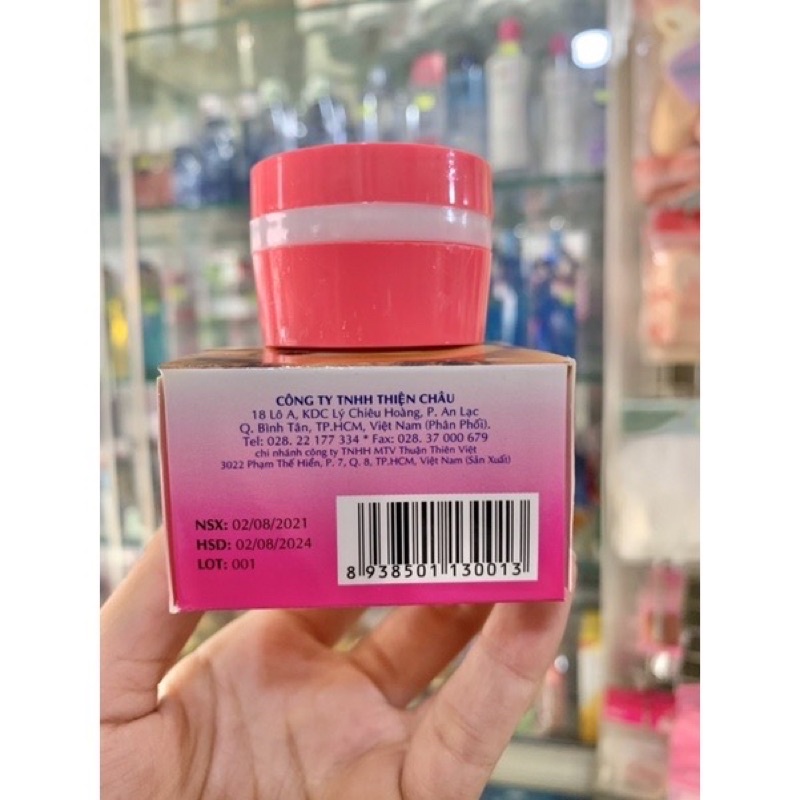 CÔNG TY TNHH THIỆN CHÂU
18 Lô A, KDC Lý Chiêu Hoàng, P. An Lạc
Q. Bình Tân, TP.HCM, Việt Nam (Phân Phối).
Tel: 028. 22 177 334 * Fax: 028. 37 000 679
chi nhánh công ty TNHH MTV Thuận Thiên Việt
3022 Phạm Thế Hiển, P. 7, Q. 8, TP.HCM, Việt Nam (Sản Xuất)
NSX: 02/08/2021
HSD: 02/08/2024
LOT: 001
8 938501 130013